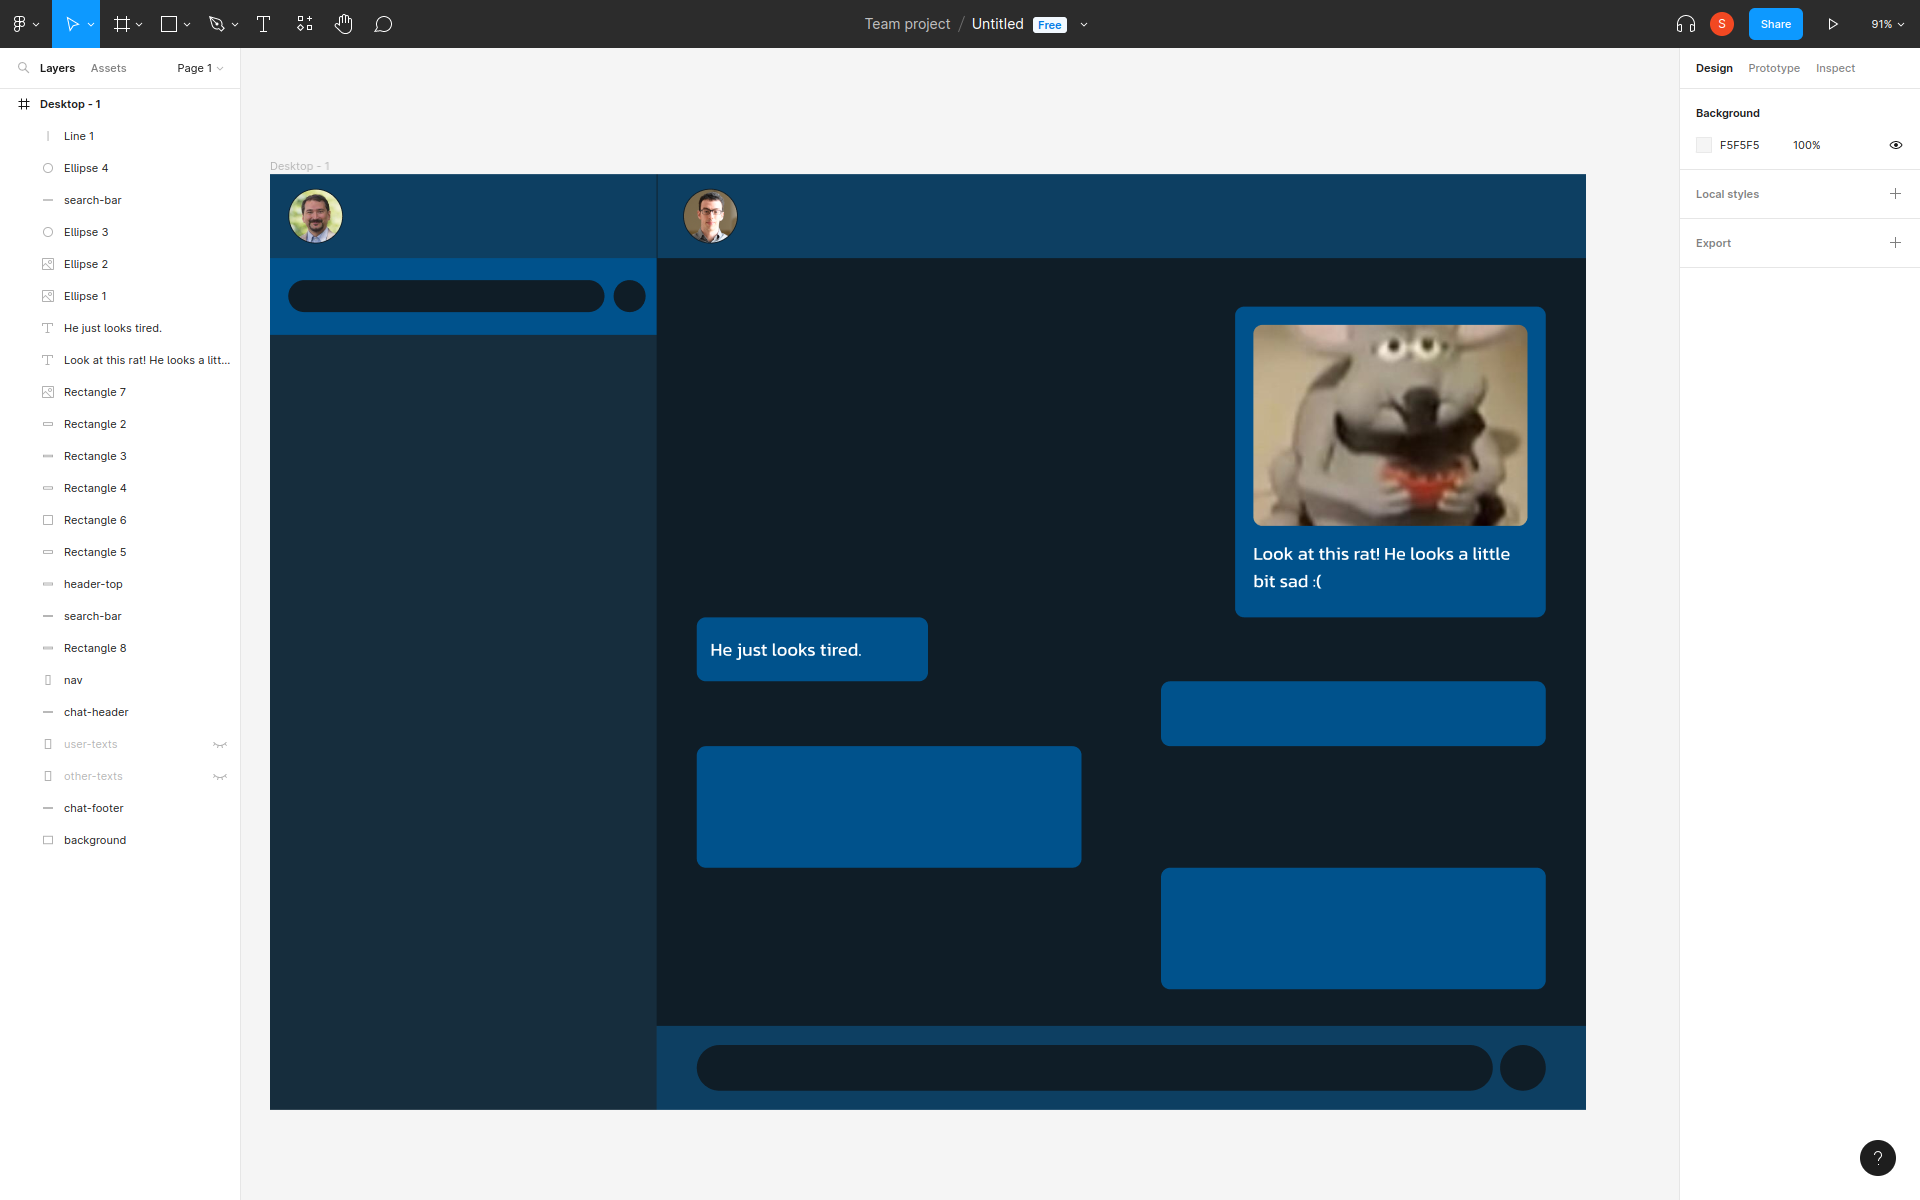 Team project / Untitled Free
S
Share
91%
Layers
Assets
Page 1
Desktop - 1
Line 1
Ellipse 4
search-bar
Ellipse 3
Ellipse 2
Ellipse 1
He just looks tired.
Look at this rat! He looks a litt...
Rectangle 7
Rectangle 2
Rectangle 3
Rectangle 4
Rectangle 6
Rectangle 5
header-top
search-bar
Rectangle 8
nav
chat-header
user-texts
other-texts
chat-footer
background
Desktop - 1
Look at this rat! He looks a little
bit sad :(
He just looks tired.
Design
Prototype
Inspect
Background
F5F5F5
100%
Local styles
Export
?